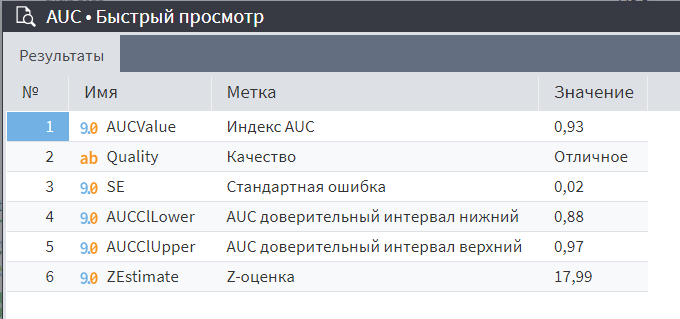 AUC • Быстрый просмотр
Результаты
№ Имя Метка Значение
1 9.0 AUCValue Индекс AUC 0,93
2 ab Quality Качество Отличное
3 9.0 SE Стандартная ошибка 0,02
4 9.0 AUCClLower AUC доверительный интервал нижний 0,88
5 9.0 AUCClUpper AUC доверительный интервал верхний 0,97
6 9.0 ZEstimate Z-оценка 17,99